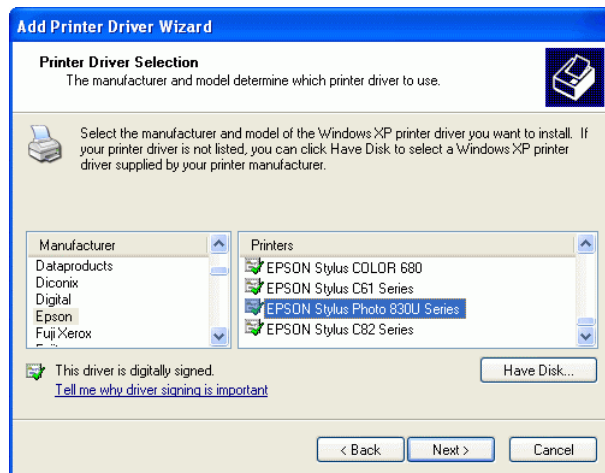 Add Printer Driver Wizard
Printer Driver Selection
The manufacturer and model determine which printer driver to use.
Select the manufacturer and model of the Windows XP printer driver you want to install. If
your printer driver is not listed, you can click Have Disk to select a Windows XP printer
driver supplied by your printer manufacturer.
Manufacturer
Dataproducts
Diconix
Digital
Epson
Fuji Xerox
Printers
EPSON Stylus COLOR 680
EPSON Stylus C61 Series
EPSON Stylus Photo 830U Series
EPSON Stylus C82 Series
This driver is digitally signed.
Tell me why driver signing is important
Have Disk...
< Back
Next >
Cancel